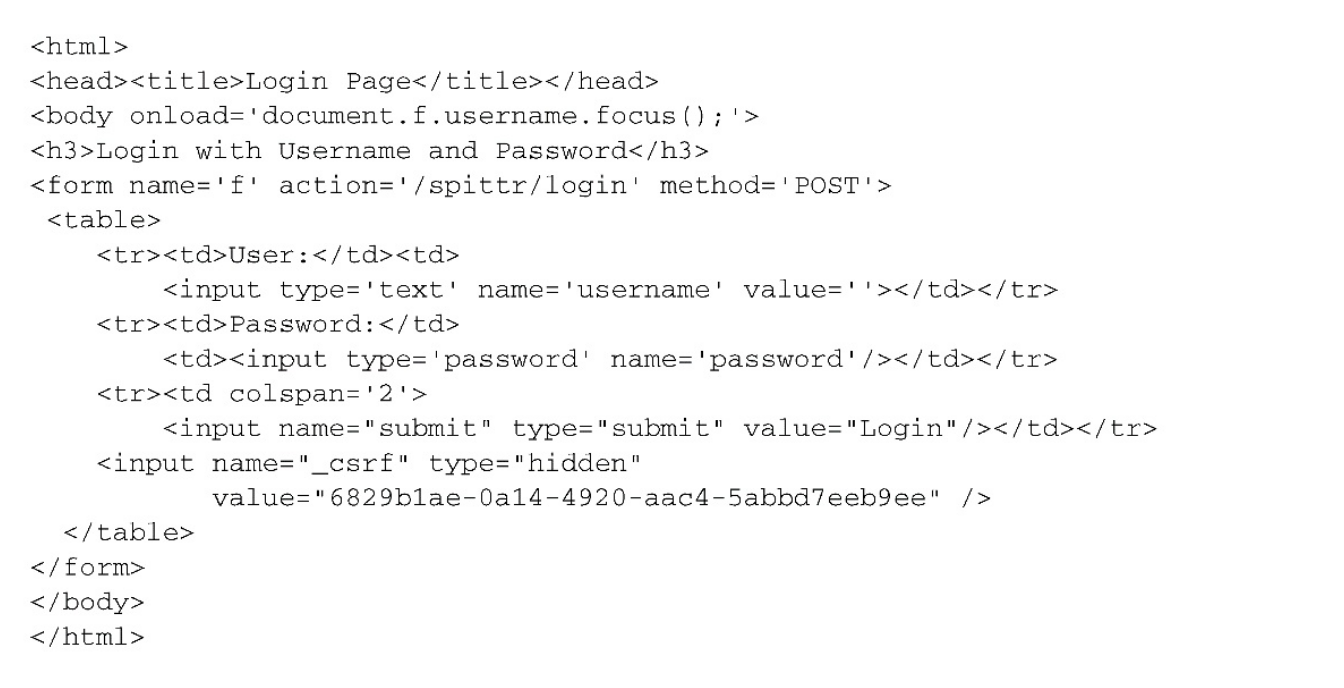 <html>
<head><title>Login Page</title></head>
<body onload='document.f.username.focus();'>
<h3>Login with Username and Password</h3>
<form name='f' action='/spittr/login' method='POST'>
 <table>
    <tr><td>User:</td><td>
        <input type='text' name='username' value=''></td></tr>
    <tr><td>Password:</td>
        <td><input type='password' name='password'/></td></tr>
    <tr><td colspan='2'>
        <input name="submit" type="submit" value="Login"/></td></tr>
    <input name="_csrf" type="hidden"
           value="6829b1ae-0a14-4920-aac4-5abbd7eeb9ee" />
  </table>
</form>
</body>
</html>